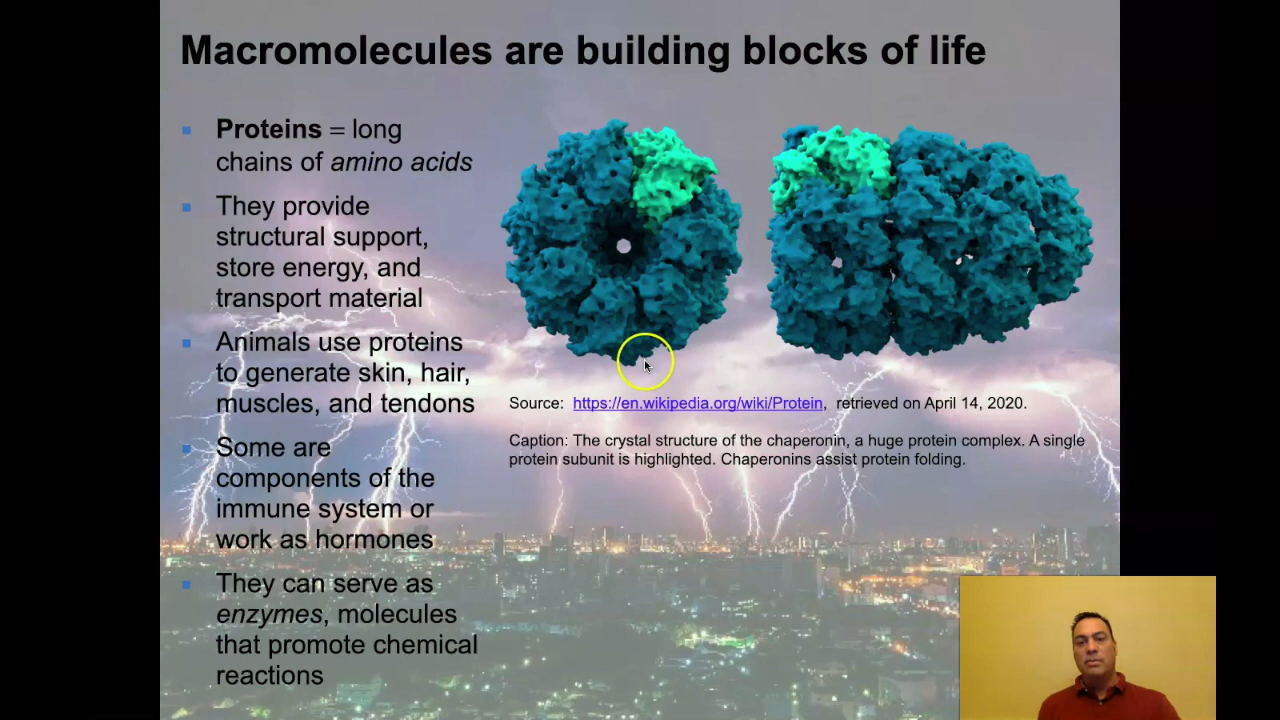 Macromolecules are building blocks of life
Proteins = long
chains of amino acids
They provide
structural support,
store energy, and
transport material
Animals use proteins
to generate skin, hair,
muscles, and tendons
Some are
components of the
immune system or
work as hormones
They can serve as
enzymes, molecules
that promote chemical
reactions
Source: https://en.wikipedia.org/wiki/Protein, retrieved on April 14, 2020.
Caption: The crystal structure of the chaperonin, a huge protein complex. A single
protein subunit is highlighted. Chaperonins assist protein folding.